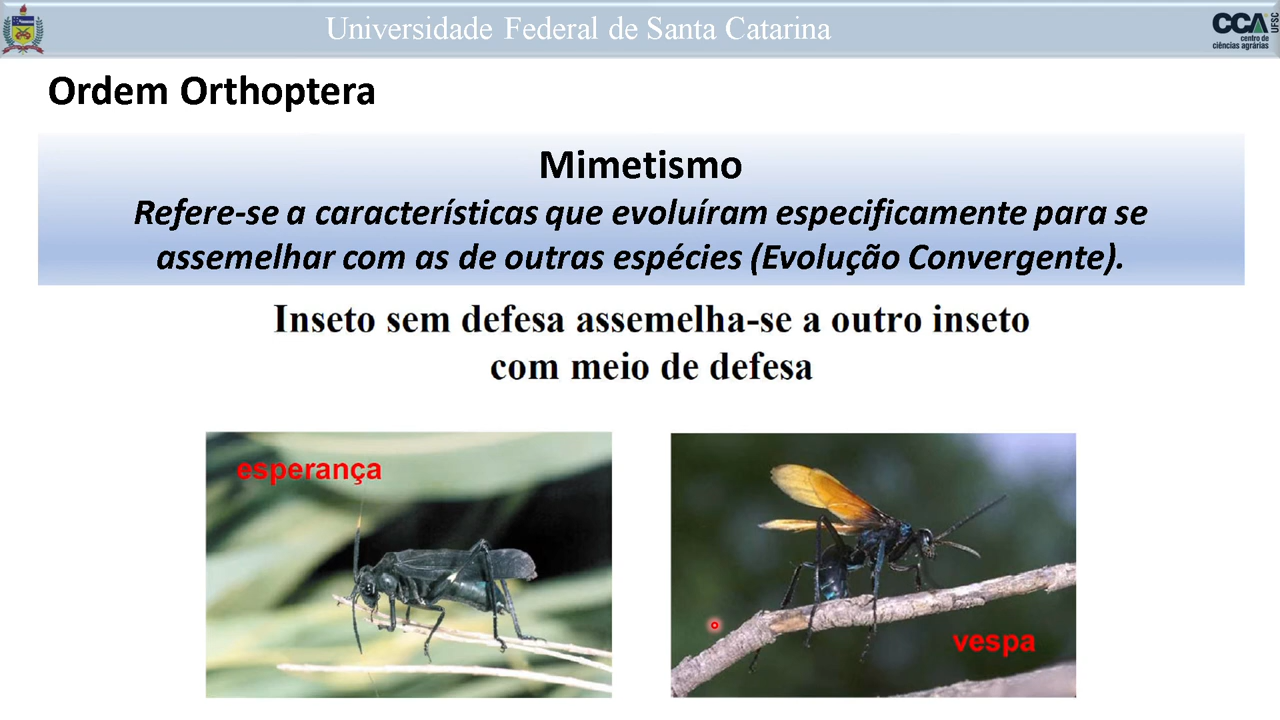 Universidade Federal de Santa Catarina
CCA
UFSC
centro de
ciências agrárias
Ordem Orthoptera
Mimetismo
Refere-se a características que evoluíram especificamente para se
assemelhar com as de outras espécies (Evolução Convergente).
Inseto sem defesa assemelha-se a outro inseto
com meio de defesa
esperança
vespa